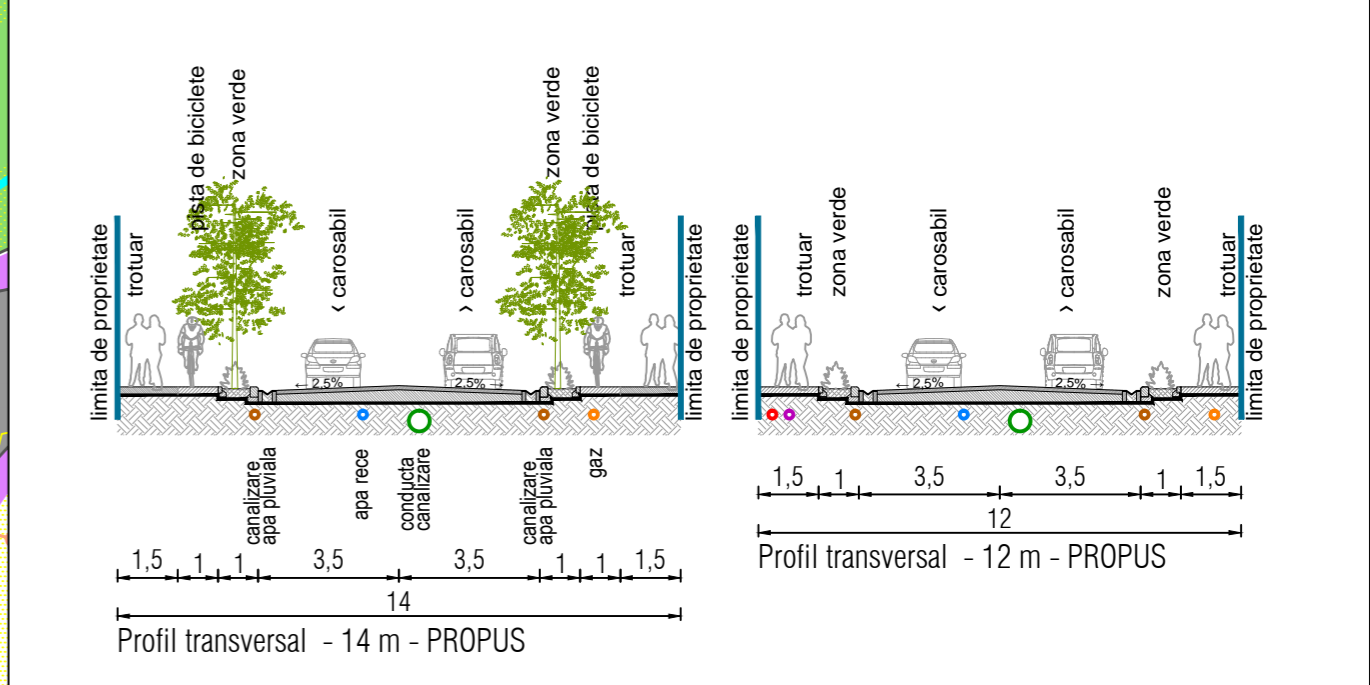 limita de proprietate
trotuar
pista de biciclete
zona verde
< carosabil
> carosabil
zona verde
pista de biciclete
trotuar
limita de proprietate
← 2,5%
2,5% →
canalizare
apa pluviala
apa rece
conducta
canalizare
canalizare
apa pluviala
gaz
1,5 1 1 3,5 3,5 1 1 1,5
14
Profil transversal - 14 m - PROPUS
limita de proprietate
trotuar
zona verde
< carosabil
> carosabil
zona verde
trotuar
limita de proprietate
← 2,5%
2,5% →
1,5 1 3,5 3,5 1 1,5
12
Profil transversal - 12 m - PROPUS